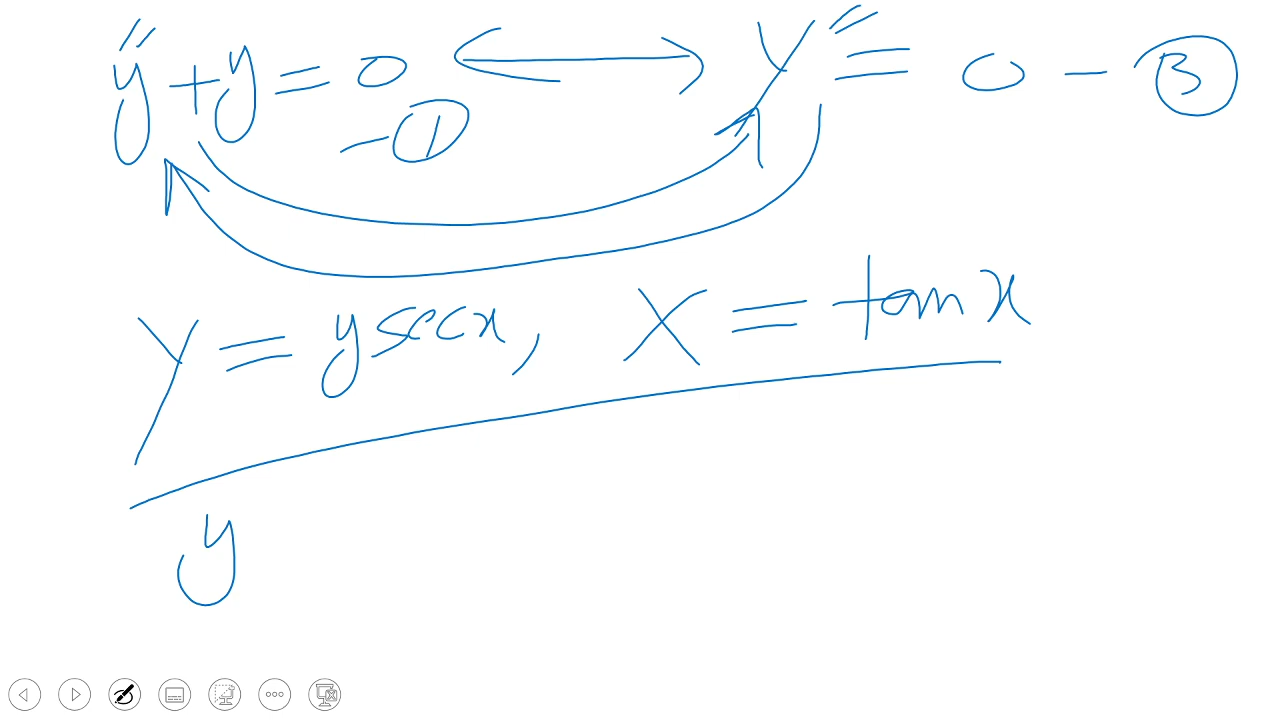 y'' + y = 0 ⟷ Y'' = 0 — ③
— ①
Y = y sec x, X = tan x
y